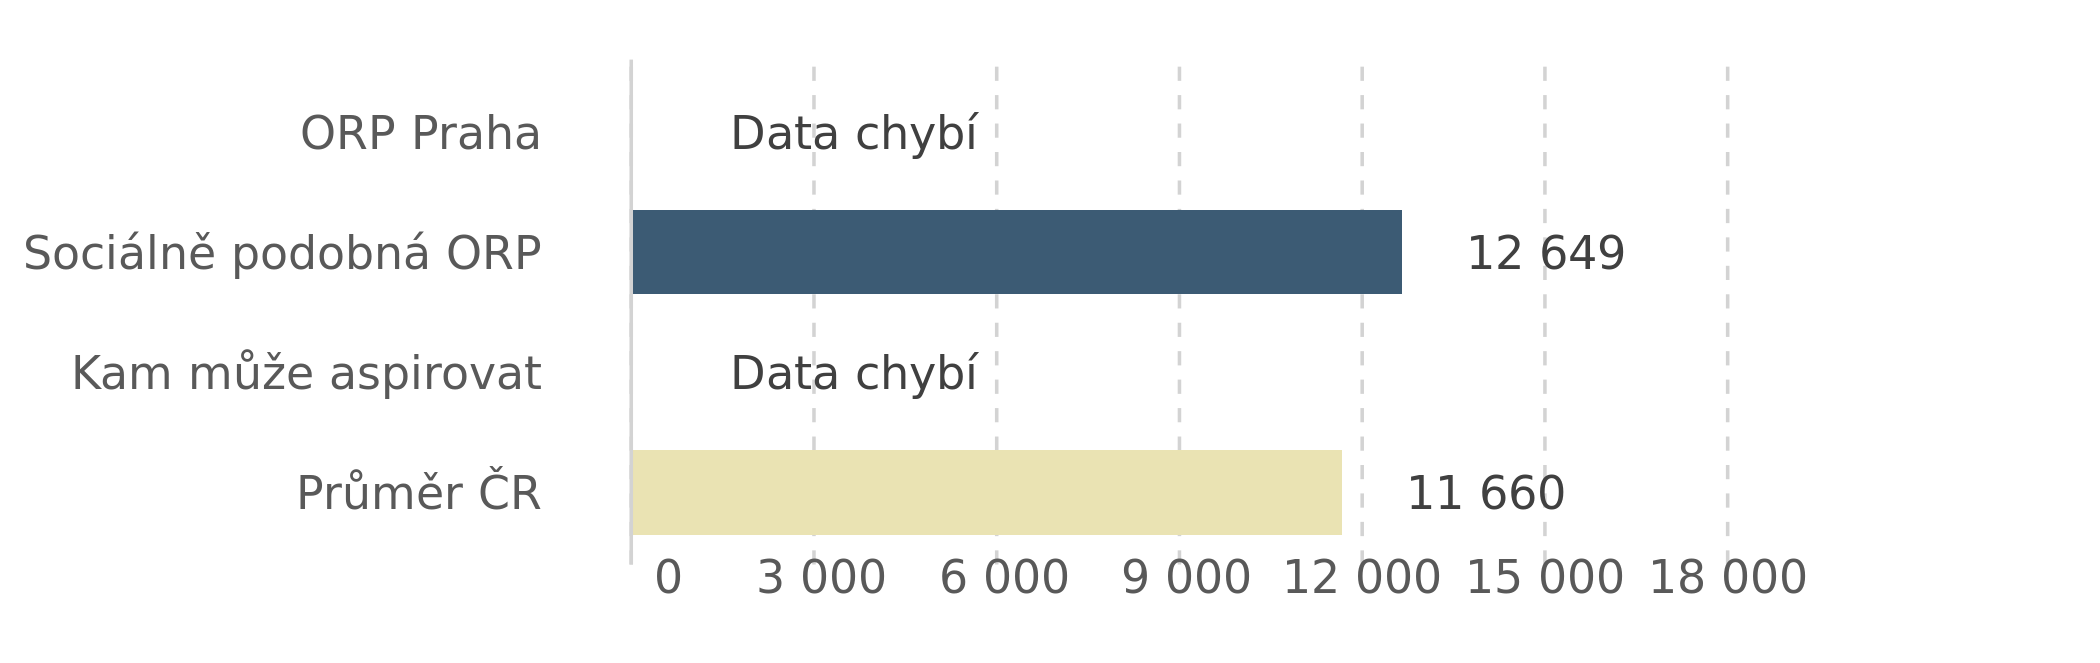 ORP Praha
Data chybí
Sociálně podobná ORP
12 649
Kam může aspirovat
Data chybí
Průměr ČR
11 660
0 3 000 6 000 9 000 12 000 15 000 18 000